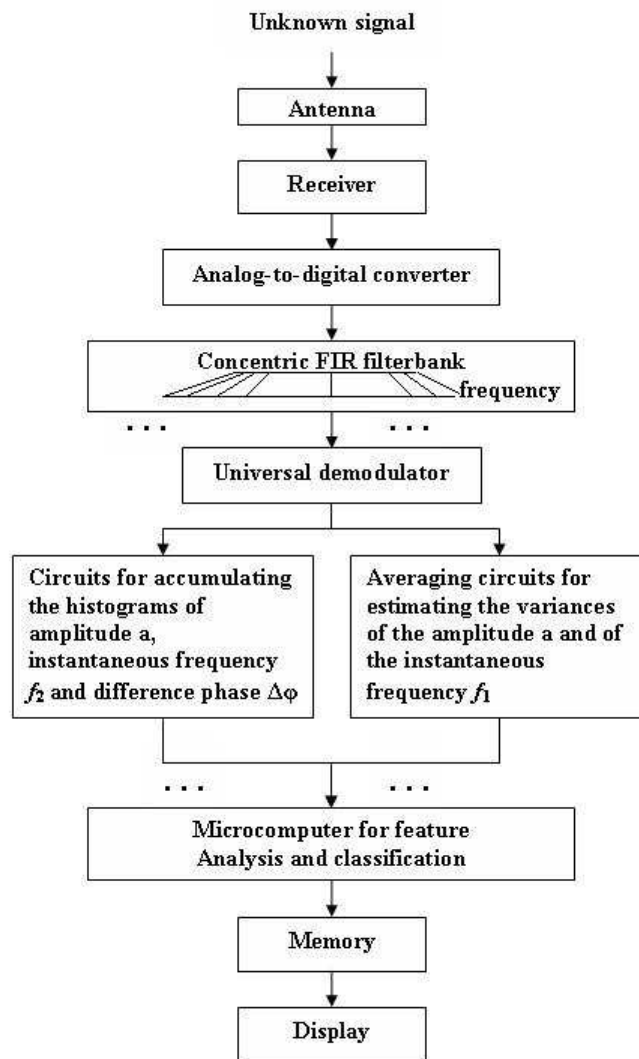 Unknown signal
Antenna
Receiver
Analog-to-digital converter
Concentric FIR filterbank
frequency
. . . . . .
Universal demodulator
Circuits for accumulating
the histograms of
amplitude a,
instantaneous frequency
f₂ and difference phase Δφ
Averaging circuits for
estimating the variances
of the amplitude a and of
the instantaneous
frequency f₁
. . . . . .
Microcomputer for feature
Analysis and classification
Memory
Display